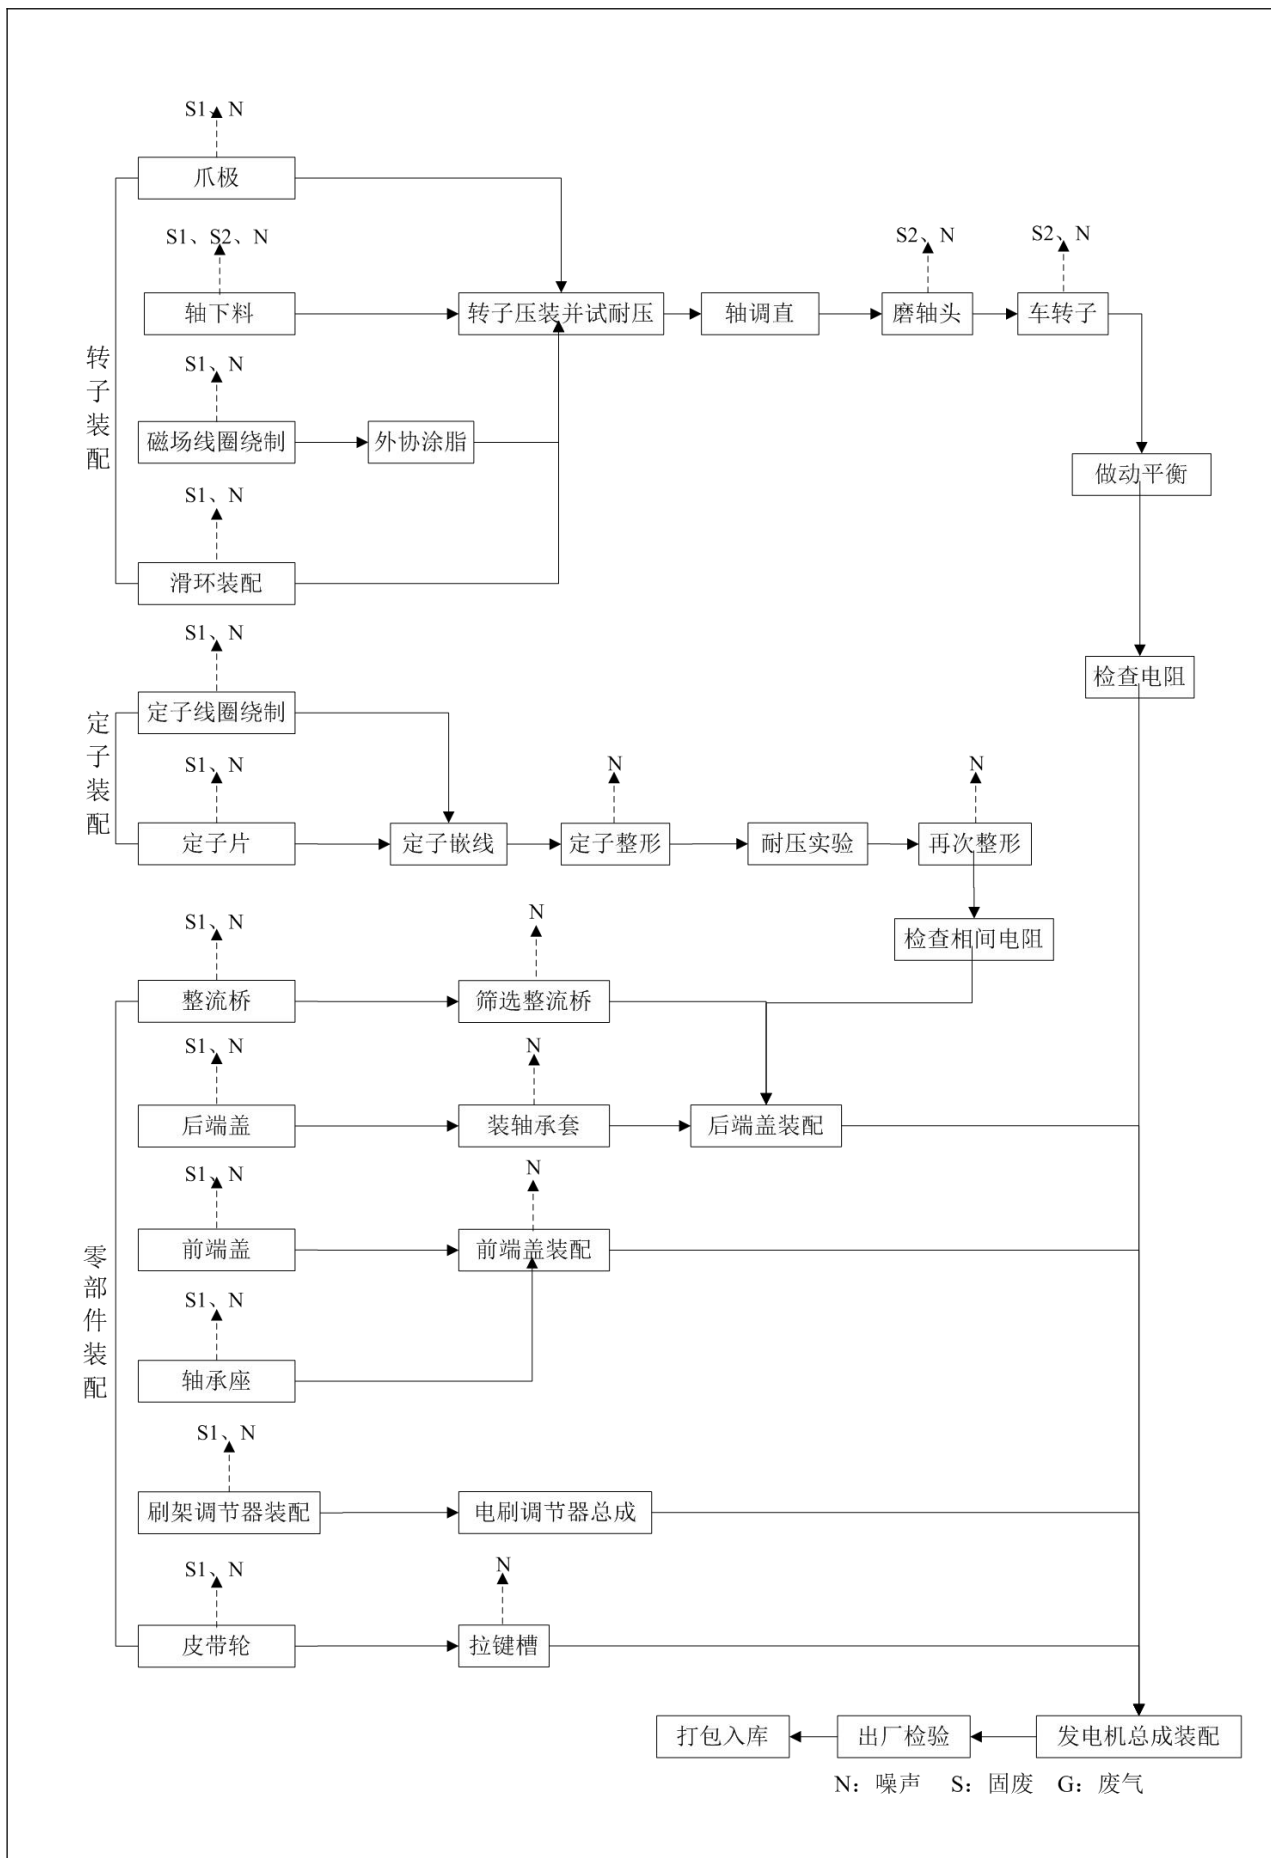 S1、N
爪极
S1、S2、N
S2、N
S2、N
轴下料
转子压装并试耐压
轴调直
磨轴头
车转子
转子装配
S1、N
磁场线圈绕制
外协涂脂
做动平衡
S1、N
滑环装配
S1、N
检查电阻
定子线圈绕制
定子装配
S1、N
N
N
定子片
定子嵌线
定子整形
耐压实验
再次整形
S1、N
N
检查相间电阻
整流桥
筛选整流桥
S1、N
N
后端盖
装轴承套
后端盖装配
S1、N
N
前端盖
前端盖装配
零部件装配
S1、N
轴承座
S1、N
刷架调节器装配
电刷调节器总成
S1、N
N
皮带轮
拉键槽
打包入库
出厂检验
发电机总成装配
N：噪声 S：固废 G：废气